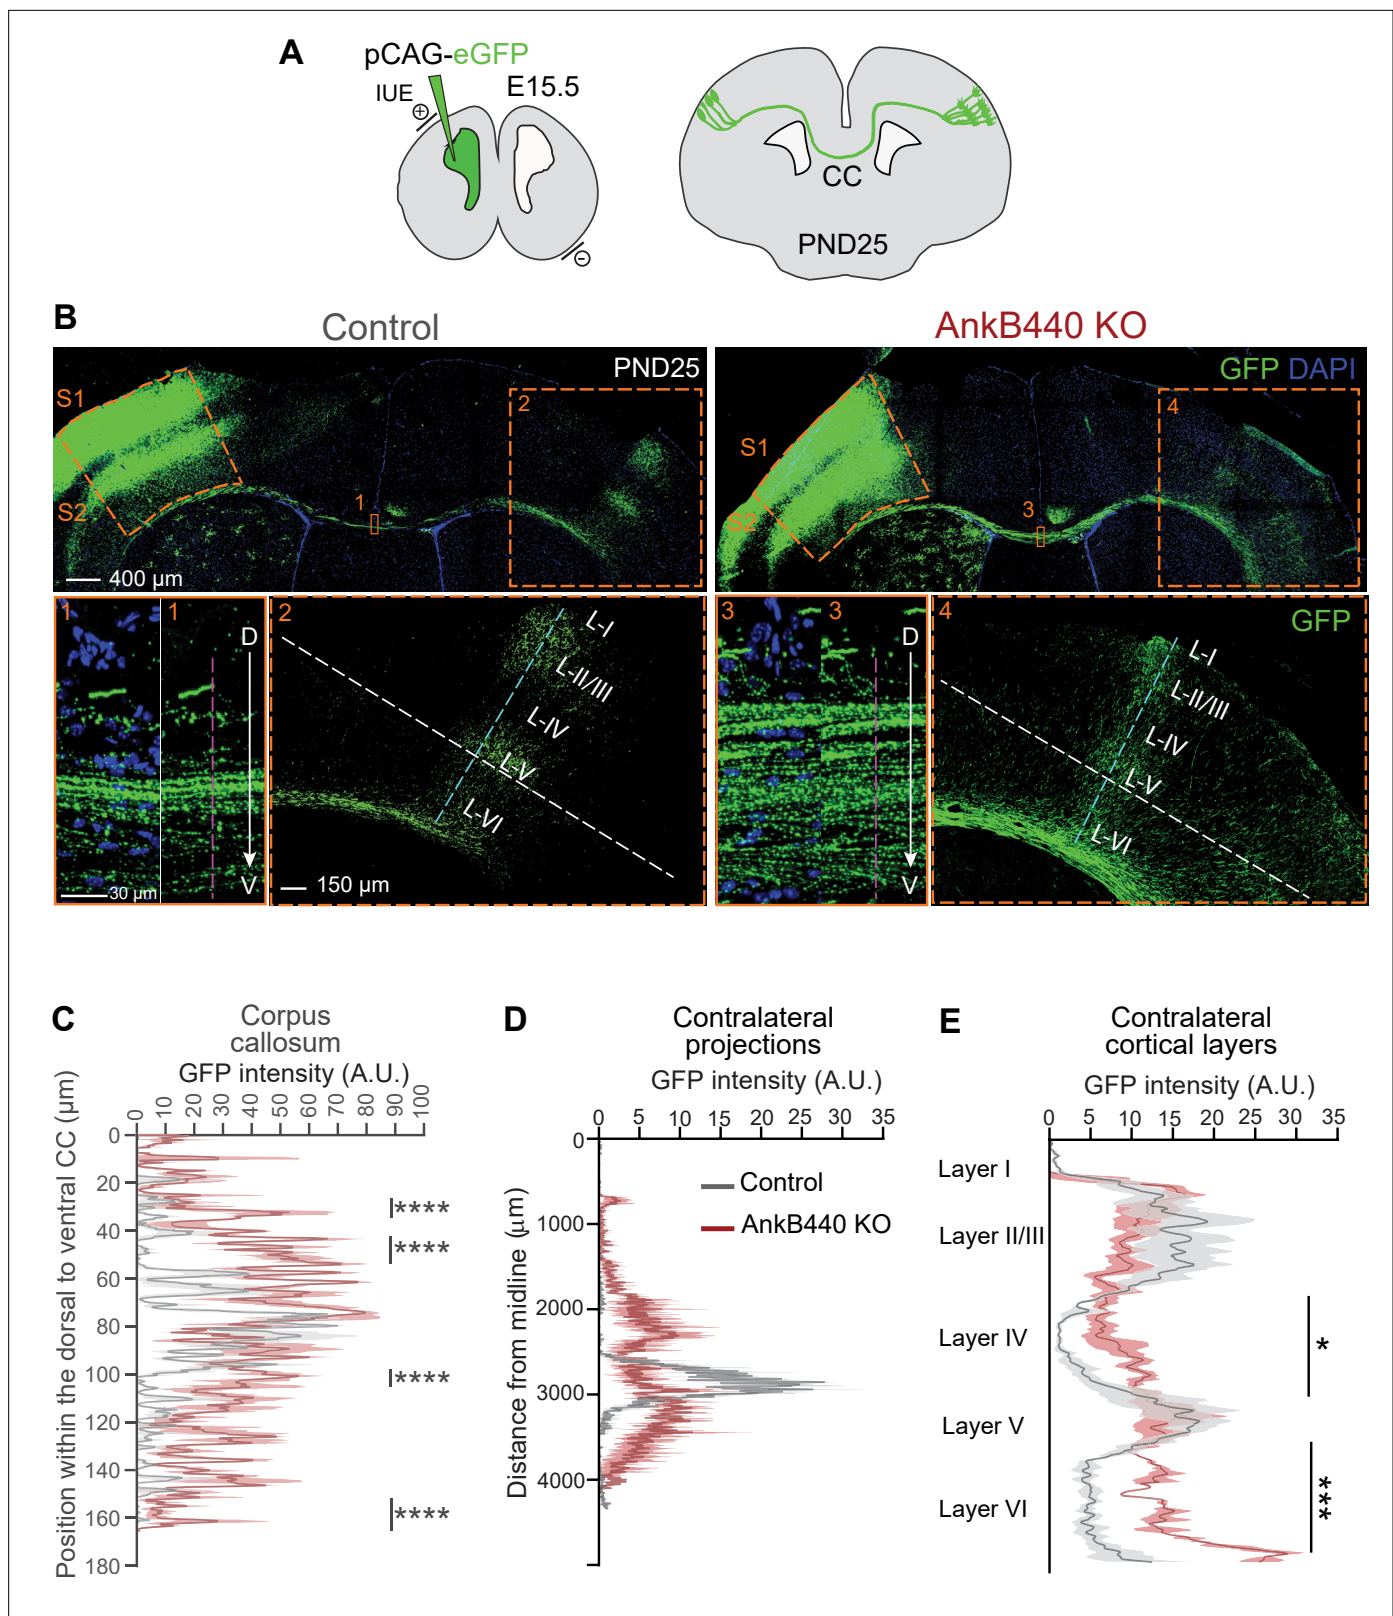 A
pCAG-eGFP
IUE
E15.5
+
-
CC
PND25
B
Control
AnkB440 KO
PND25
GFP DAPI
S1
S2
1
2
400 µm
S1
S2
3
4
1
1
D
V
30 µm
2
L-I
L-II/III
L-IV
L-V
L-VI
150 µm
3
3
D
V
4
GFP
L-I
L-II/III
L-IV
L-V
L-VI
C
Corpus
callosum
GFP intensity (A.U.)
0 10 20 30 40 50 60 70 80 90 100
Position within the dorsal to ventral CC (µm)
0
20
40
60
80
100
120
140
160
180
****
****
****
****
D
Contralateral
projections
GFP intensity (A.U.)
0 5 10 15 20 25 30 35
Distance from midline (µm)
0
1000
2000
3000
4000
Control
AnkB440 KO
E
Contralateral
cortical layers
GFP intensity (A.U.)
0 5 10 15 20 25 30 35
Layer I
Layer II/III
Layer IV
Layer V
Layer VI
*
***